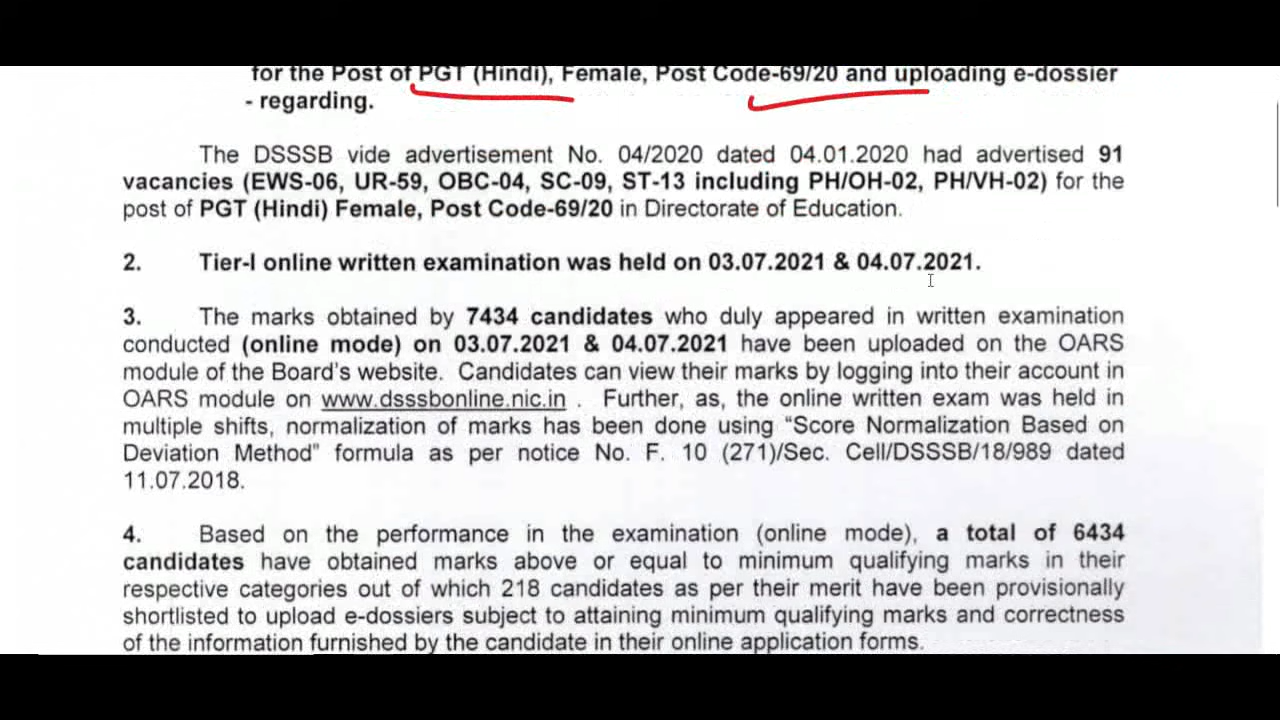 for the Post of PGT (Hindi), Female, Post Code-69/20 and uploading e-dossier
- regarding.
The DSSSB vide advertisement No. 04/2020 dated 04.01.2020 had advertised 91
vacancies (EWS-06, UR-59, OBC-04, SC-09, ST-13 including PH/OH-02, PH/VH-02) for the
post of PGT (Hindi) Female, Post Code-69/20 in Directorate of Education.
2. Tier-I online written examination was held on 03.07.2021 & 04.07.2021.
3. The marks obtained by 7434 candidates who duly appeared in written examination
conducted (online mode) on 03.07.2021 & 04.07.2021 have been uploaded on the OARS
module of the Board's website. Candidates can view their marks by logging into their account in
OARS module on www.dsssbonline.nic.in . Further, as, the online written exam was held in
multiple shifts, normalization of marks has been done using “Score Normalization Based on
Deviation Method” formula as per notice No. F. 10 (271)/Sec. Cell/DSSSB/18/989 dated
11.07.2018.
4. Based on the performance in the examination (online mode), a total of 6434
candidates have obtained marks above or equal to minimum qualifying marks in their
respective categories out of which 218 candidates as per their merit have been provisionally
shortlisted to upload e-dossiers subject to attaining minimum qualifying marks and correctness
of the information furnished by the candidate in their online application forms.